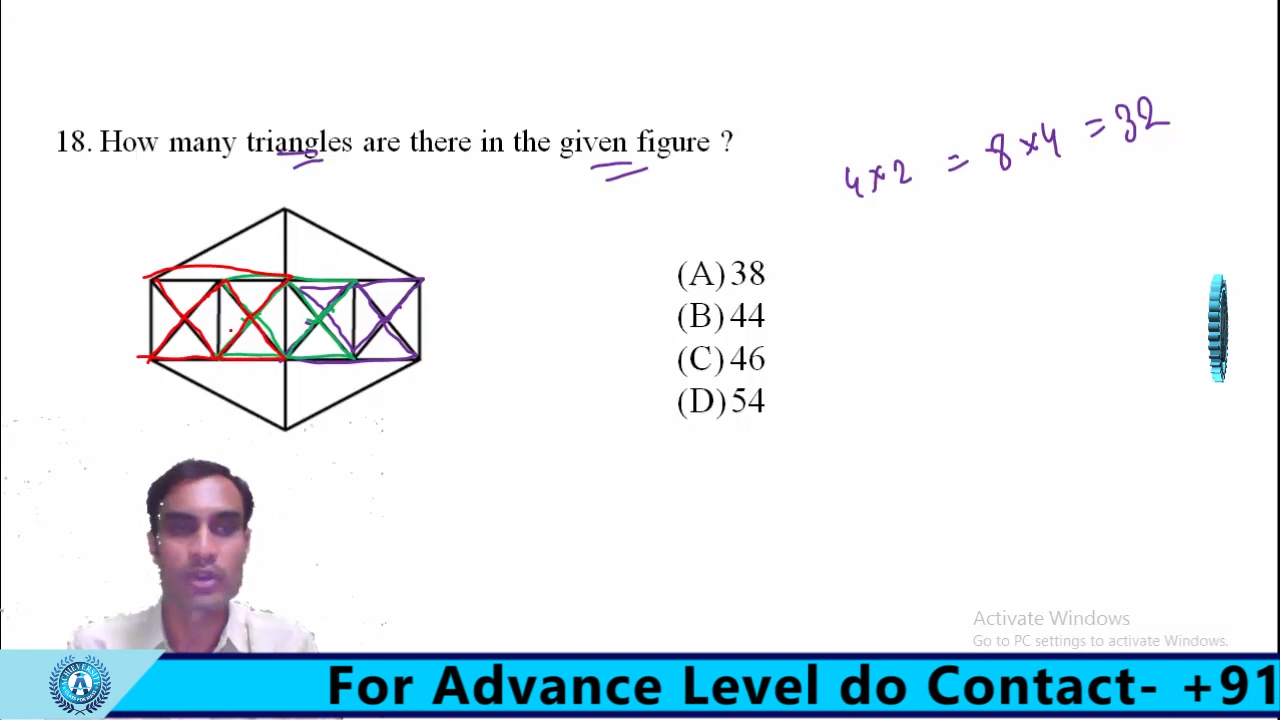 18. How many triangles are there in the given figure ?
4 × 2 = 8 × 4 = 32
(A) 38
(B) 44
(C) 46
(D) 54
Activate Windows
Go to PC settings to activate Windows.
For Advance Level do Contact- +91